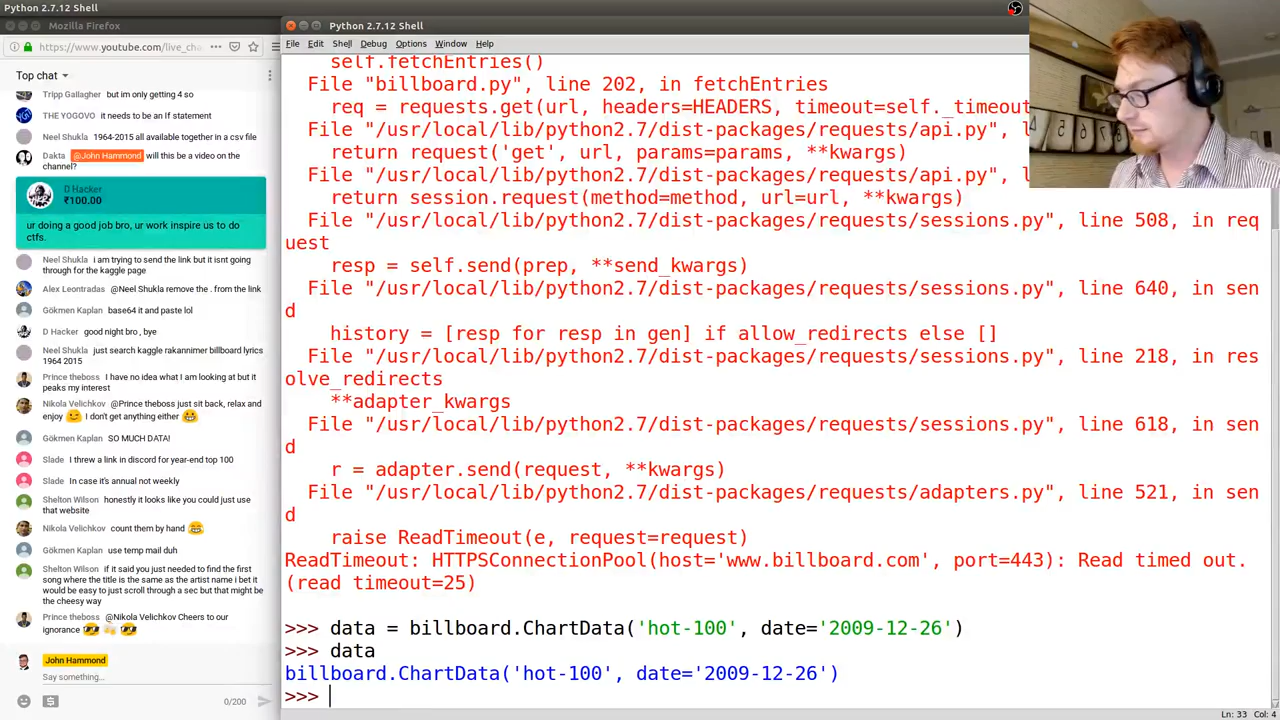 Python 2.7.12 Shell
Mozilla Firefox
https://www.youtube.com/live_cha
Top chat
Tripp Gallagher but im only getting 4 so
THE YOGOVO it needs to be an If statement
Neel Shukla 1964-2015 all available together in a csv file
Dakta @John Hammond will this be a video on the
channel?
D Hacker
₹100.00
ur doing a good job bro, ur work inspire us to do
ctfs.
Neel Shukla i am trying to send the link but it isnt going
through for the kaggle page
Alex Leontradas @Neel Shukla remove the . from the link
Gökmen Kaplan base64 it and paste lol
D Hacker good night bro , bye
Neel Shukla just search kaggle rakannimer billboard lyrics
1964 2015
Prince theboss I have no idea what I am looking at but it
peaks my interest
Nikola Velichkov @Prince theboss just sit back, relax and
enjoy I don't get anything either
Gökmen Kaplan SO MUCH DATA!
Slade I threw a link in discord for year-end top 100
Slade In case it's annual not weekly
Shelton Wilson honestly it looks like you could just use
that website
Nikola Velichkov count them by hand
Gökmen Kaplan use temp mail duh
Shelton Wilson if it said you just needed to find the first
song where the title is the same as the artist name i bet it
would be easy to just scroll through a sec but that might be
the cheesy way
Prince theboss @Nikola Velichkov Cheers to our
ignorance
John Hammond
Say something...
0/200
Python 2.7.12 Shell
File Edit Shell Debug Options Window Help
self.fetchEntries()
File "billboard.py", line 202, in fetchEntries
req = requests.get(url, headers=HEADERS, timeout=self._timeou
File "/usr/local/lib/python2.7/dist-packages/requests/api.py", l
return request('get', url, params=params, **kwargs)
File "/usr/local/lib/python2.7/dist-packages/requests/api.py", l
return session.request(method=method, url=url, **kwargs)
File "/usr/local/lib/python2.7/dist-packages/requests/sessions.py", line 508, in req
uest
resp = self.send(prep, **send_kwargs)
File "/usr/local/lib/python2.7/dist-packages/requests/sessions.py", line 640, in sen
d
history = [resp for resp in gen] if allow_redirects else []
File "/usr/local/lib/python2.7/dist-packages/requests/sessions.py", line 218, in res
olve_redirects
**adapter_kwargs
File "/usr/local/lib/python2.7/dist-packages/requests/sessions.py", line 618, in sen
d
r = adapter.send(request, **kwargs)
File "/usr/local/lib/python2.7/dist-packages/requests/adapters.py", line 521, in sen
d
raise ReadTimeout(e, request=request)
ReadTimeout: HTTPSConnectionPool(host='www.billboard.com', port=443): Read timed out.
(read timeout=25)
>>> data = billboard.ChartData('hot-100', date='2009-12-26')
>>> data
billboard.ChartData('hot-100', date='2009-12-26')
>>>
Ln: 33 Col: 4